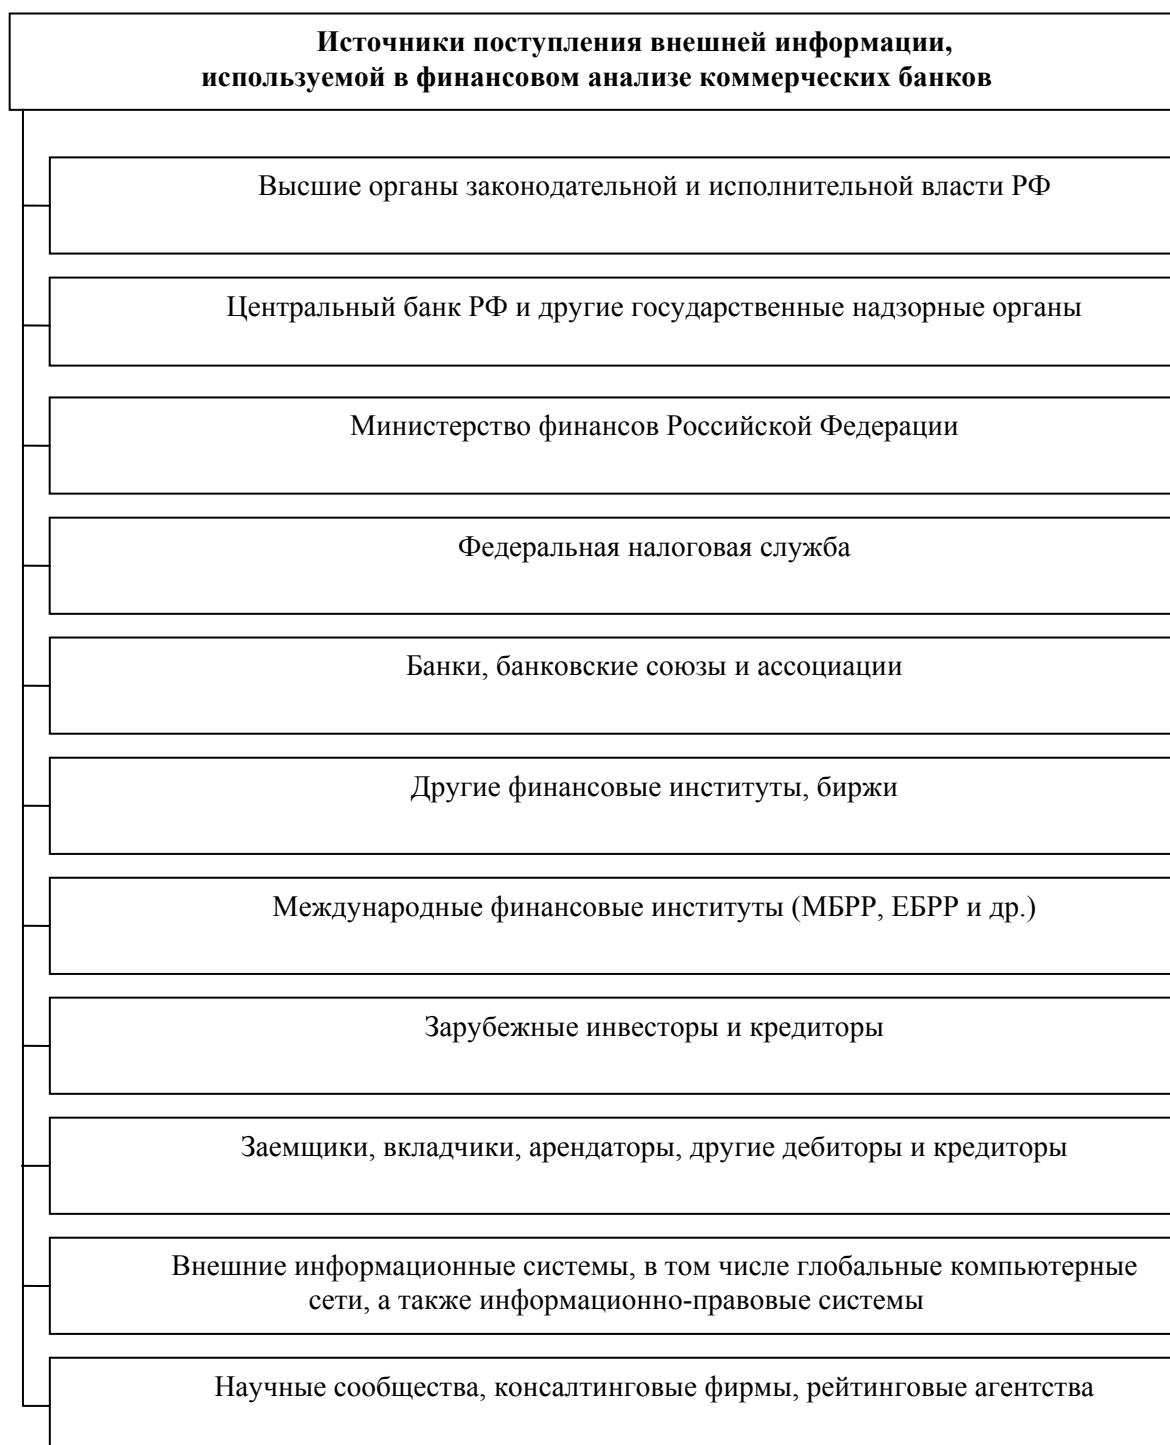 Источники поступления внешней информации,
используемой в финансовом анализе коммерческих банков
Высшие органы законодательной и исполнительной власти РФ
Центральный банк РФ и другие государственные надзорные органы
Министерство финансов Российской Федерации
Федеральная налоговая служба
Банки, банковские союзы и ассоциации
Другие финансовые институты, биржи
Международные финансовые институты (МБРР, ЕБРР и др.)
Зарубежные инвесторы и кредиторы
Заемщики, вкладчики, арендаторы, другие дебиторы и кредиторы
Внешние информационные системы, в том числе глобальные компьютерные
сети, а также информационно-правовые системы
Научные сообщества, консалтинговые фирмы, рейтинговые агентства